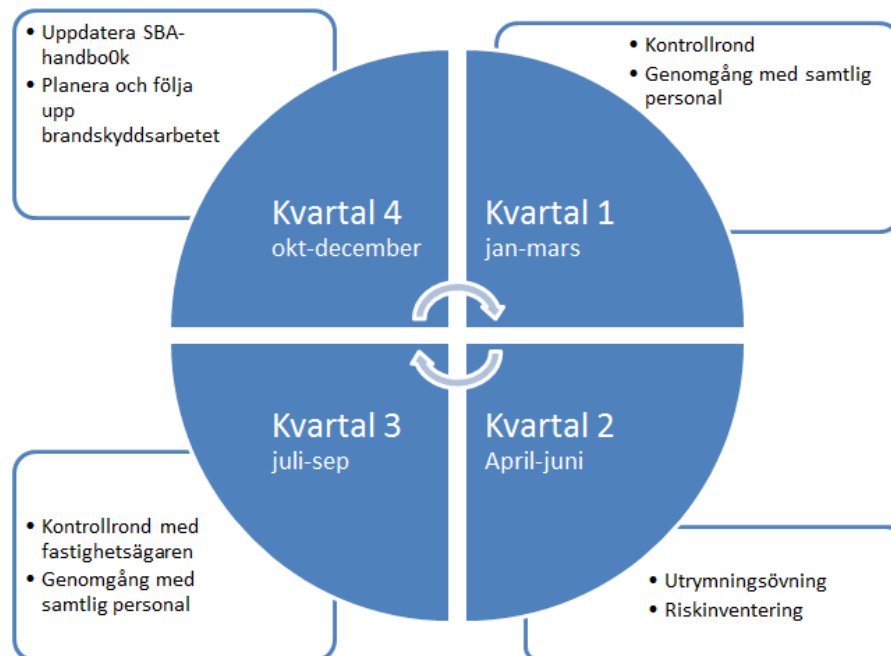 • Uppdatera SBA-
handbo0k
• Planera och följa
upp
brandskyddsarbetet
• Kontrollrond
• Genomgång med samtlig
personal
Kvartal 4
okt-december
Kvartal 1
jan-mars
Kvartal 3
juli-sep
Kvartal 2
April-juni
• Kontrollrond med
fastighetsägaren
• Genomgång med
samtlig personal
• Utrymningsövning
• Riskinventering